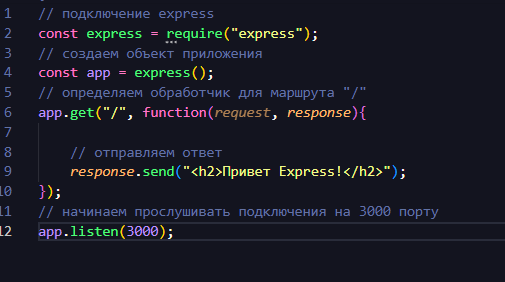 1 // подключение express
2 const express = require("express");
3 // создаем объект приложения
4 const app = express();
5 // определяем обработчик для маршрута "/"
6 app.get("/", function(request, response){
7
8     // отправляем ответ
9     response.send("<h2>Привет Express!</h2>");
10 });
11 // начинаем прослушивать подключения на 3000 порту
12 app.listen(3000);